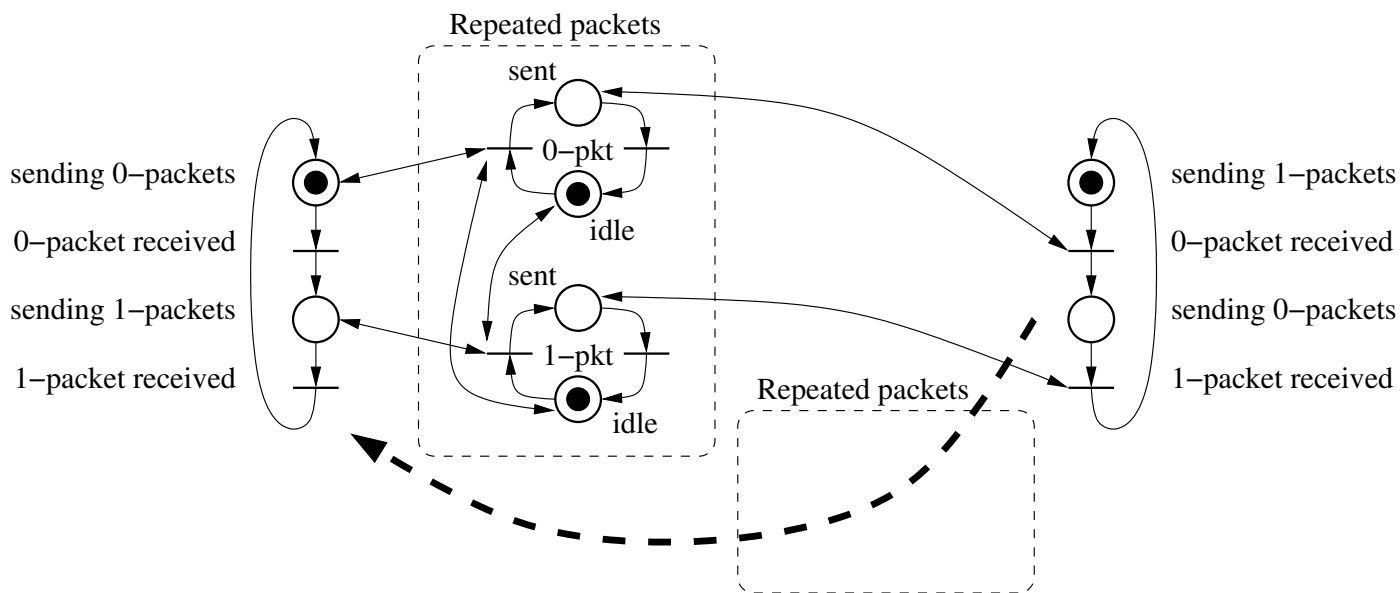 Repeated packets
sent
0-pkt
idle
sending 0-packets
0-packet received
sending 1-packets
1-packet received
sent
1-pkt
idle
Repeated packets
sending 1-packets
0-packet received
sending 0-packets
1-packet received